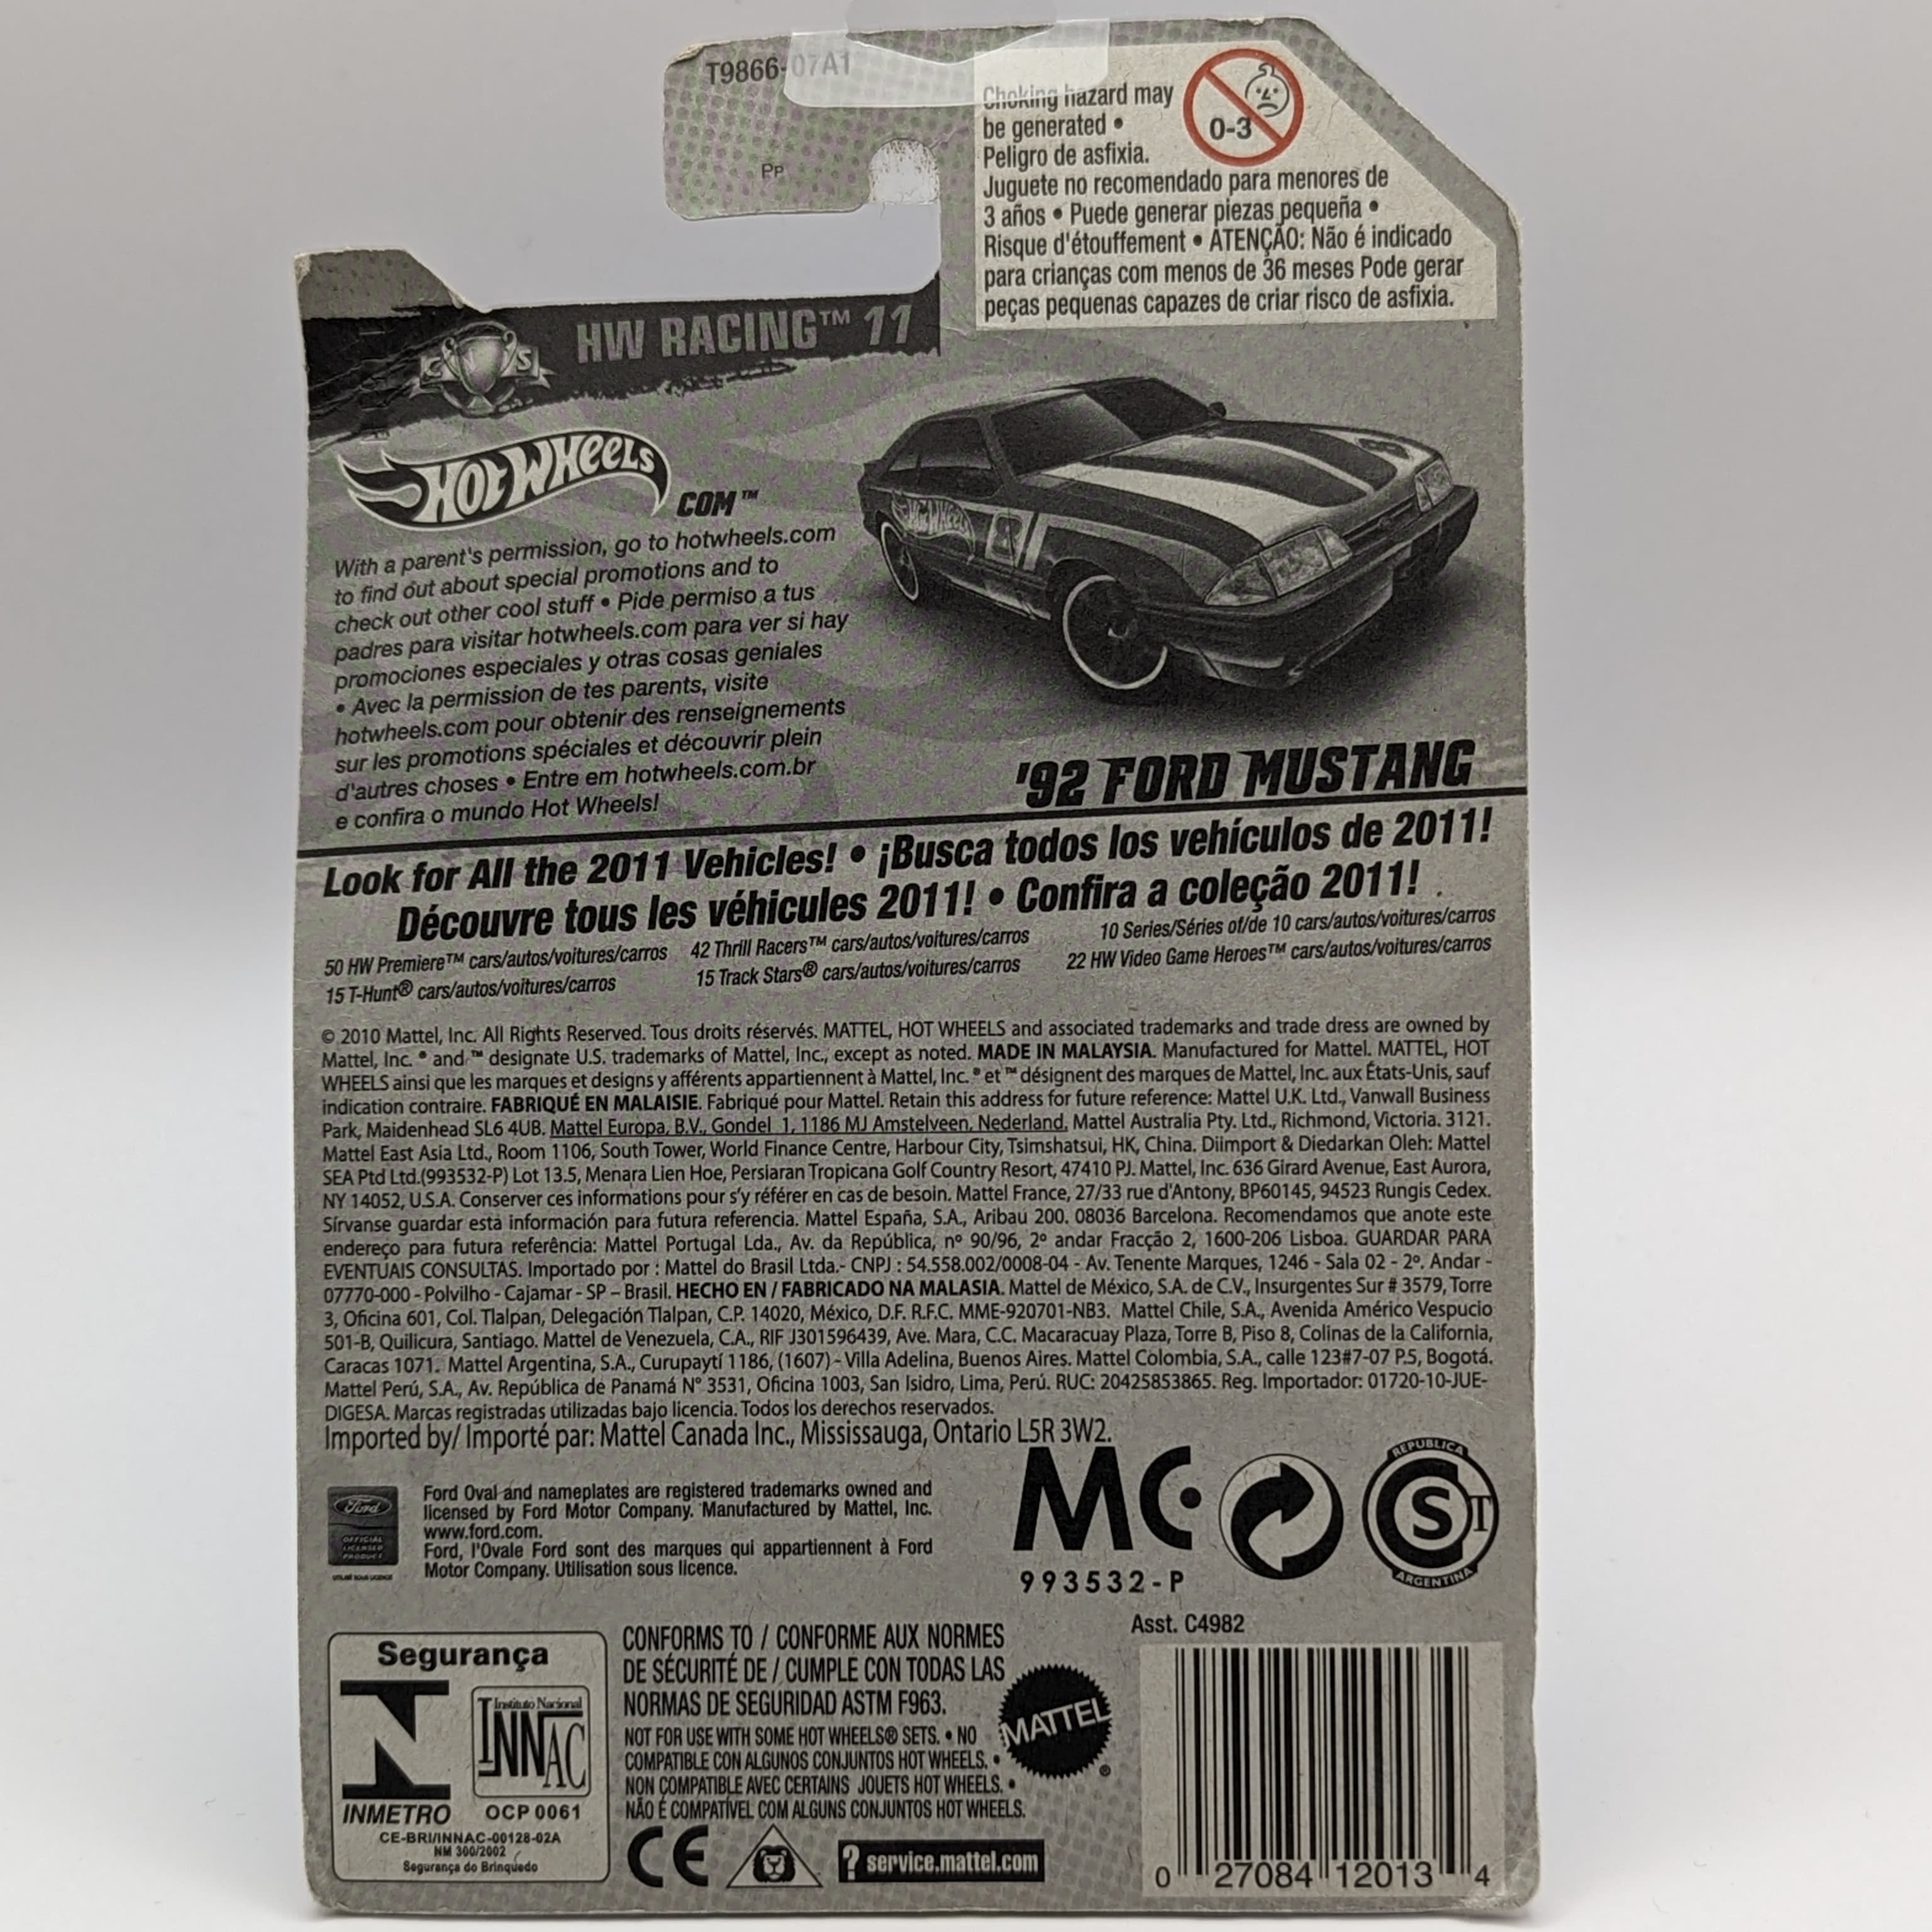 T9866-07A1
PP
Choking hazard may
be generated •
Peligro de asfixia.
Juguete no recomendado para menores de
3 años • Puede generar piezas pequeña •
Risque d'étouffement • ATENÇÃO: Não é indicado
para crianças com menos de 36 meses Pode gerar
peças pequenas capazes de criar risco de asfixia.
0-3
HW RACING™ 11
HOT WHEELS
COM™
With a parent's permission, go to hotwheels.com
to find out about special promotions and to
check out other cool stuff • Pide permiso a tus
padres para visitar hotwheels.com para ver si hay
promociones especiales y otras cosas geniales
• Avec la permission de tes parents, visite
hotwheels.com pour obtenir des renseignements
sur les promotions spéciales et découvrir plein
d'autres choses • Entre em hotwheels.com.br
e confira o mundo Hot Wheels!
HOT WHEELS
'92 FORD MUSTANG
Look for All the 2011 Vehicles! • ¡Busca todos los vehículos de 2011!
Découvre tous les véhicules 2011! • Confira a coleção 2011!
50 HW Premiere™ cars/autos/voitures/carros 42 Thrill Racers™ cars/autos/voitures/carros 10 Series/Séries of/de 10 cars/autos/voitures/carros
15 T-Hunt® cars/autos/voitures/carros 15 Track Stars® cars/autos/voitures/carros 22 HW Video Game Heroes™ cars/autos/voitures/carros
© 2010 Mattel, Inc. All Rights Reserved. Tous droits réservés. MATTEL, HOT WHEELS and associated trademarks and trade dress are owned by
Mattel, Inc. ® and ™ designate U.S. trademarks of Mattel, Inc., except as noted. MADE IN MALAYSIA. Manufactured for Mattel. MATTEL, HOT
WHEELS ainsi que les marques et designs y afférents appartiennent à Mattel, Inc. ® et ™ désignent des marques de Mattel, Inc. aux États-Unis, sauf
indication contraire. FABRIQUÉ EN MALAISIE. Fabriqué pour Mattel. Retain this address for future reference: Mattel U.K. Ltd., Vanwall Business
Park, Maidenhead SL6 4UB. Mattel Europa, B.V., Gondel 1, 1186 MJ Amstelveen, Nederland. Mattel Australia Pty. Ltd., Richmond, Victoria. 3121.
Mattel East Asia Ltd., Room 1106, South Tower, World Finance Centre, Harbour City, Tsimshatsui, HK, China. Diimport & Diedarkan Oleh: Mattel
SEA Ptd Ltd.(993532-P) Lot 13.5, Menara Lien Hoe, Persiaran Tropicana Golf Country Resort, 47410 PJ. Mattel, Inc. 636 Girard Avenue, East Aurora,
NY 14052, U.S.A. Conserver ces informations pour s'y référer en cas de besoin. Mattel France, 27/33 rue d'Antony, BP60145, 94523 Rungis Cedex.
Sírvanse guardar esta información para futura referencia. Mattel España, S.A., Aribau 200. 08036 Barcelona. Recomendamos que anote este
endereço para futura referência: Mattel Portugal Lda., Av. da República, nº 90/96, 2º andar Fracção 2, 1600-206 Lisboa. GUARDAR PARA
EVENTUAIS CONSULTAS. Importado por : Mattel do Brasil Ltda.- CNPJ : 54.558.002/0008-04 - Av. Tenente Marques, 1246 - Sala 02 - 2º. Andar -
07770-000 - Polvilho - Cajamar - SP – Brasil. HECHO EN / FABRICADO NA MALASIA. Mattel de México, S.A. de C.V., Insurgentes Sur # 3579, Torre
3, Oficina 601, Col. Tlalpan, Delegación Tlalpan, C.P. 14020, México, D.F. R.F.C. MME-920701-NB3. Mattel Chile, S.A., Avenida Américo Vespucio
501-B, Quilicura, Santiago. Mattel de Venezuela, C.A., RIF J301596439, Ave. Mara, C.C. Macaracuay Plaza, Torre B, Piso 8, Colinas de la California,
Caracas 1071. Mattel Argentina, S.A., Curupaytí 1186, (1607) - Villa Adelina, Buenos Aires. Mattel Colombia, S.A., calle 123#7-07 P.5, Bogotá.
Mattel Perú, S.A., Av. República de Panamá N° 3531, Oficina 1003, San Isidro, Lima, Perú. RUC: 20425853865. Reg. Importador: 01720-10-JUE-
DIGESA. Marcas registradas utilizadas bajo licencia. Todos los derechos reservados.
Imported by/ Importé par: Mattel Canada Inc., Mississauga, Ontario L5R 3W2.
Ford
OFFICIAL
LICENSED
PRODUCT
Ford Oval and nameplates are registered trademarks owned and
licensed by Ford Motor Company. Manufactured by Mattel, Inc.
www.ford.com.
Ford, l'Ovale Ford sont des marques qui appartiennent à Ford
Motor Company. Utilisation sous licence.
MC
993532-P
REPUBLICA
S
T
ARGENTINA
Segurança
INMETRO
Instituto Nacional
INNAC
OCP 0061
CE-BRI/INNAC-00128-02A
NM 300/2002
Segurança do Brinquedo
CONFORMS TO / CONFORME AUX NORMES
DE SÉCURITÉ DE / CUMPLE CON TODAS LAS
NORMAS DE SEGURIDAD ASTM F963.
NOT FOR USE WITH SOME HOT WHEELS® SETS. • NO
COMPATIBLE CON ALGUNOS CONJUNTOS HOT WHEELS. •
NON COMPATIBLE AVEC CERTAINS JOUETS HOT WHEELS. •
NÃO É COMPATÍVEL COM ALGUNS CONJUNTOS HOT WHEELS.
CE
? service.mattel.com
MATTEL®
Asst. C4982
0 27084 12013 4